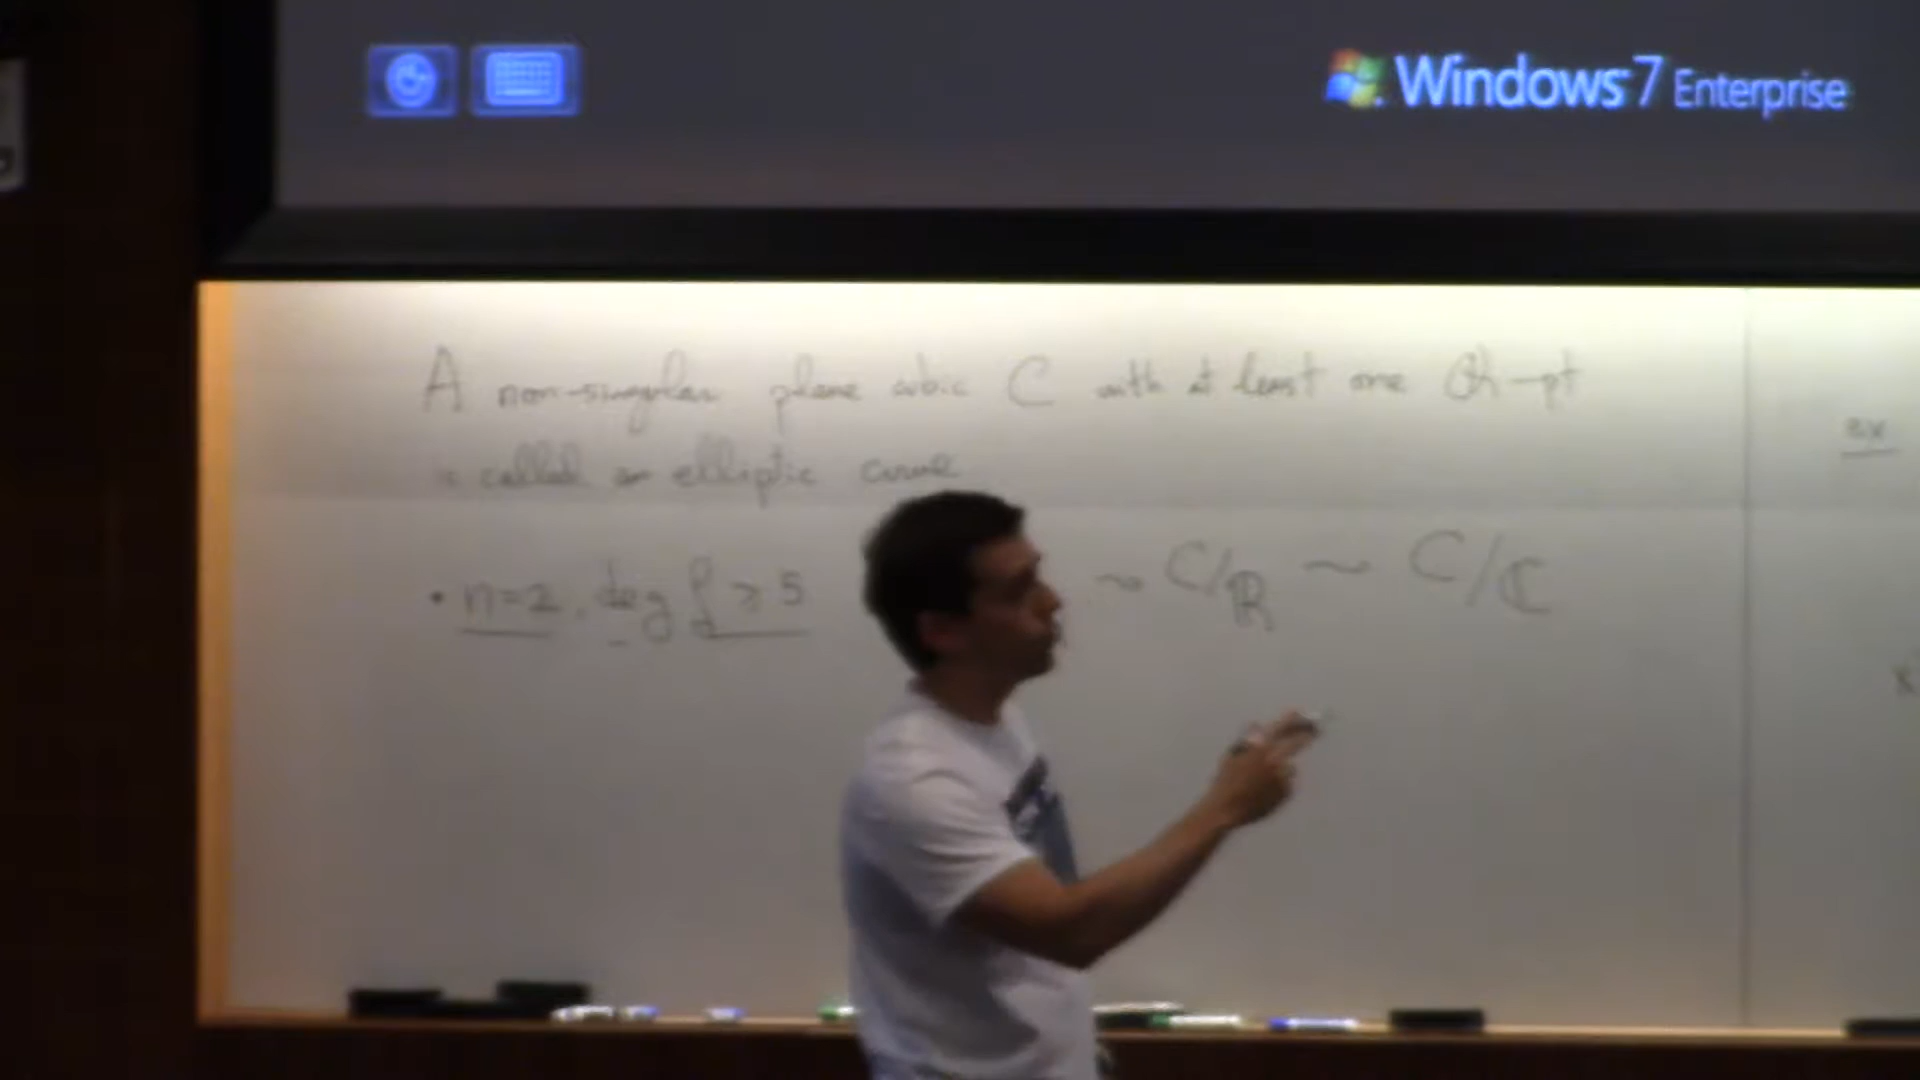 Windows 7 Enterprise
A non-singular plane cubic C with at least one Q-pt
is called an elliptic curve
ex
• n=2, deg f ≥ 5 ~ C/ℝ ~ C/ℂ
x